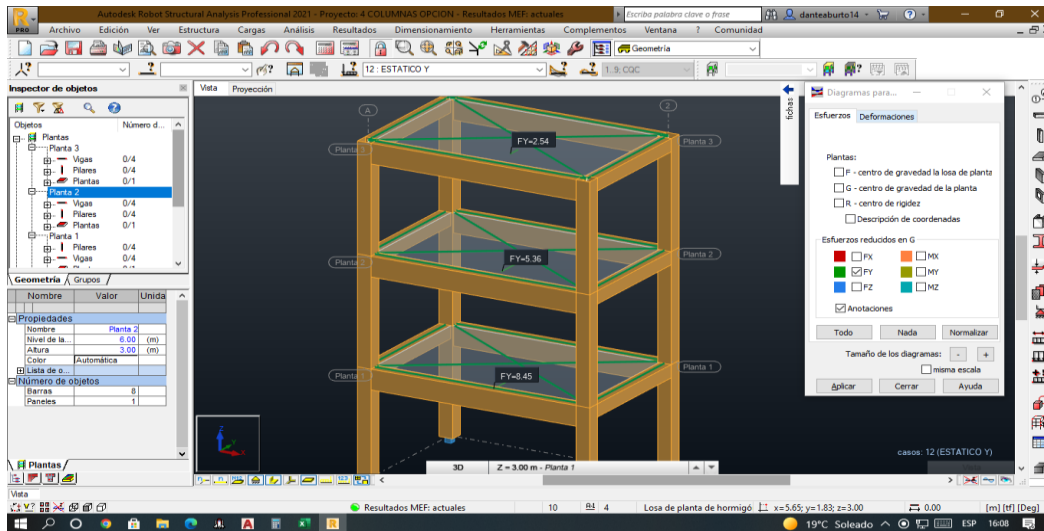 Autodesk Robot Structural Analysis Professional 2021 - Proyecto: 4 COLUMNAS OPCION - Resultados MEF: actuales
Escriba palabra clave o frase
danteaburto14
PRO
Archivo Edición Ver Estructura Cargas Análisis Resultados Dimensionamiento Herramientas Complementos Ventana ? Comunidad
Geometría
12 : ESTATICO Y
1..9: CQC
Inspector de objetos
Objetos Número d...
Plantas
Planta 3
Vigas 0/4
Pilares 0/4
Plantas 0/1
Planta 2
Vigas 0/4
Pilares 0/4
Plantas 0/1
Planta 1
Pilares 0/4
Vigas 0/4
Geometría Grupos
Nombre Valor Unida
Propiedades
Nombre Planta 2
Nivel de la... 6.00 (m)
Altura 3.00 (m)
Color Automática
Lista de o...
Número de objetos
Barras 8
Paneles 1
Plantas
Vista Proyección
A
2
Planta 3
FY=2.54
Planta 2
FY=5.36
Planta 2
Planta 1
FY=8.45
Planta 1
3D Z = 3.00 m - Planta 1
casos: 12 (ESTATICO Y)
Vista
fichas
Diagramas para...
Esfuerzos Deformaciones
Plantas:
F - centro de gravedad la losa de planta
G - centro de gravedad de la planta
R - centro de rigidez
Descripción de coordenadas
Esfuerzos reducidos en G
FX MX
FY MY
FZ MZ
Anotaciones
Todo Nada Normalizar
Tamaño de los diagramas: - +
misma escala
Aplicar Cerrar Ayuda
Vista
Resultados MEF: actuales 10 4 Losa de planta de hormigó x=5.65; y=1.83; z=3.00 0.00 [m] [tf] [Deg]
19°C Soleado ESP 16:08